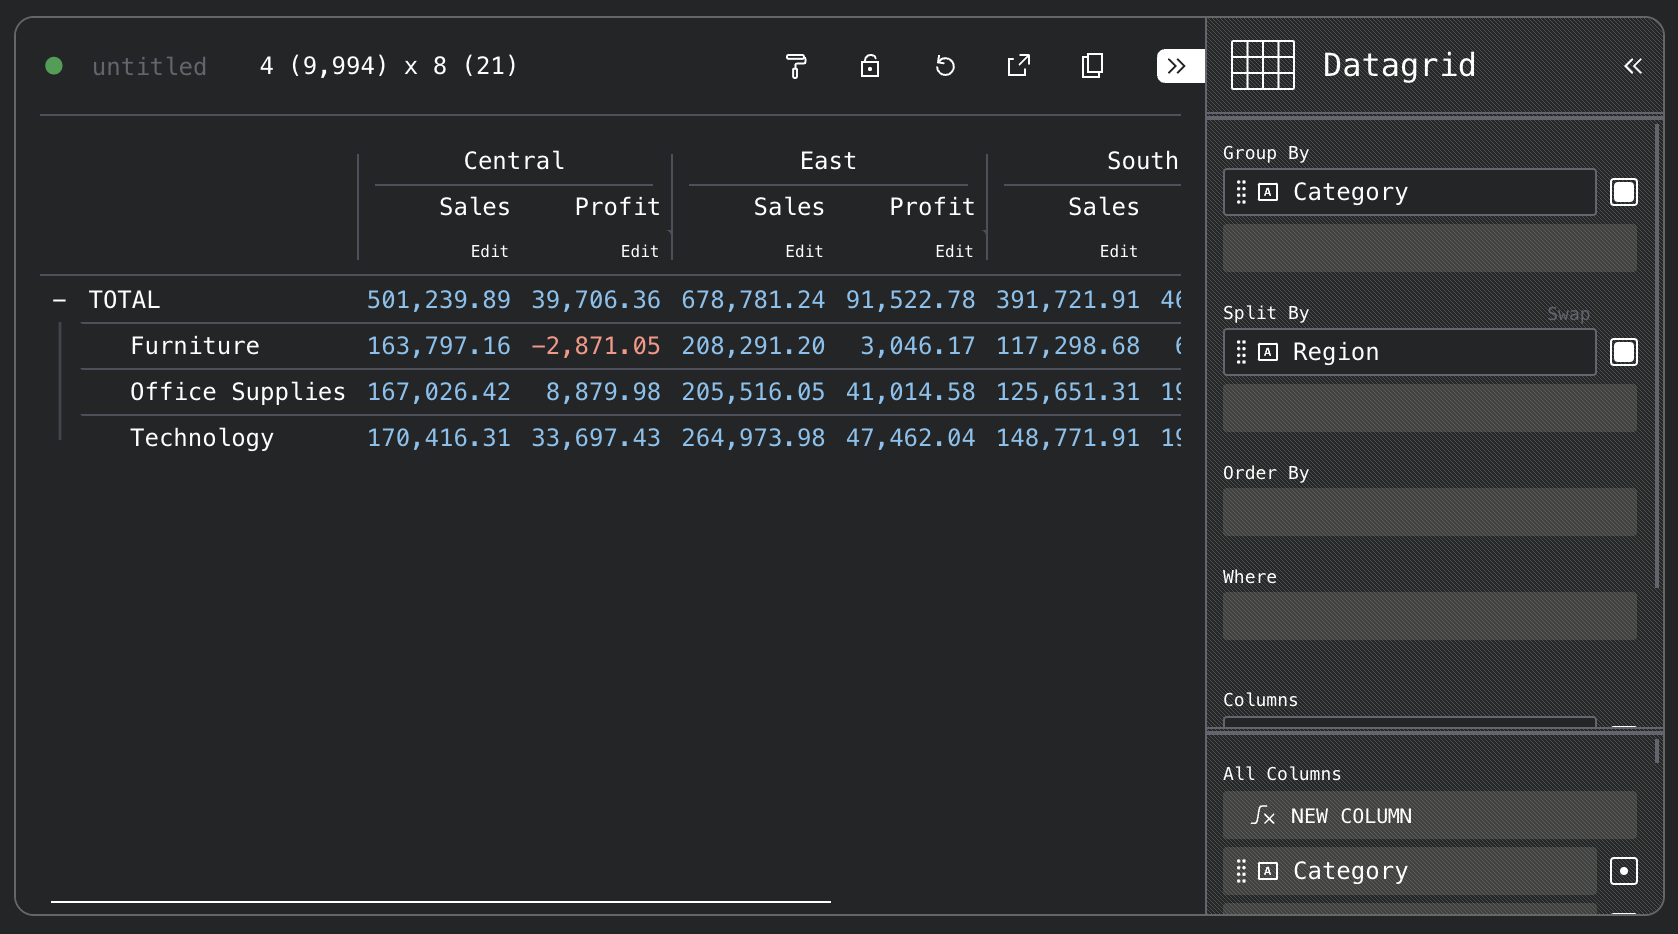 untitled 4 (9,994) x 8 (21)
Datagrid
Central East South
Sales Profit Sales Profit Sales
Edit Edit Edit Edit Edit
− TOTAL 501,239.89 39,706.36 678,781.24 91,522.78 391,721.91 46
Furniture 163,797.16 −2,871.05 208,291.20 3,046.17 117,298.68 6
Office Supplies 167,026.42 8,879.98 205,516.05 41,014.58 125,651.31 19
Technology 170,416.31 33,697.43 264,973.98 47,462.04 148,771.91 19
Group By
A Category
Split By Swap
A Region
Order By
Where
Columns
All Columns
ƒx NEW COLUMN
A Category